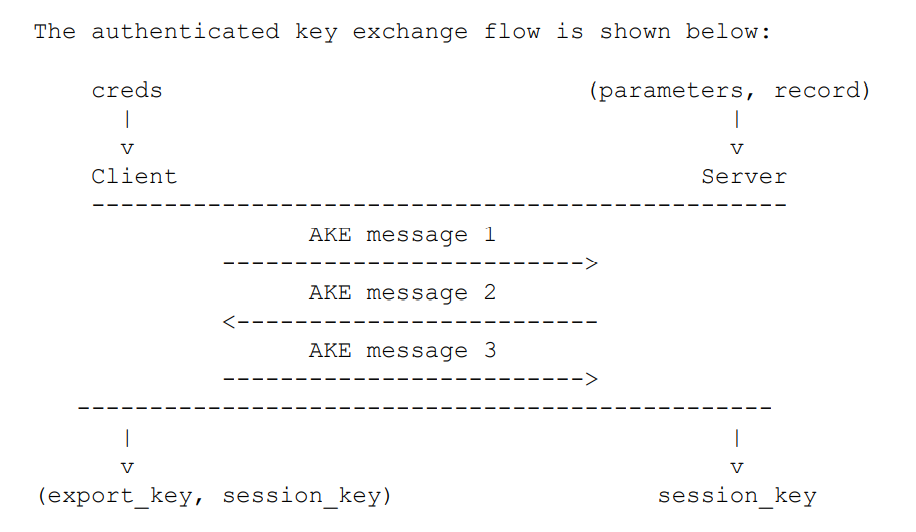 The authenticated key exchange flow is shown below:
creds (parameters, record)
| |
v v
Client Server
------------------------------------------------
AKE message 1
------------------------->
AKE message 2
<-------------------------
AKE message 3
------------------------->
------------------------------------------------
| |
v v
(export_key, session_key) session_key